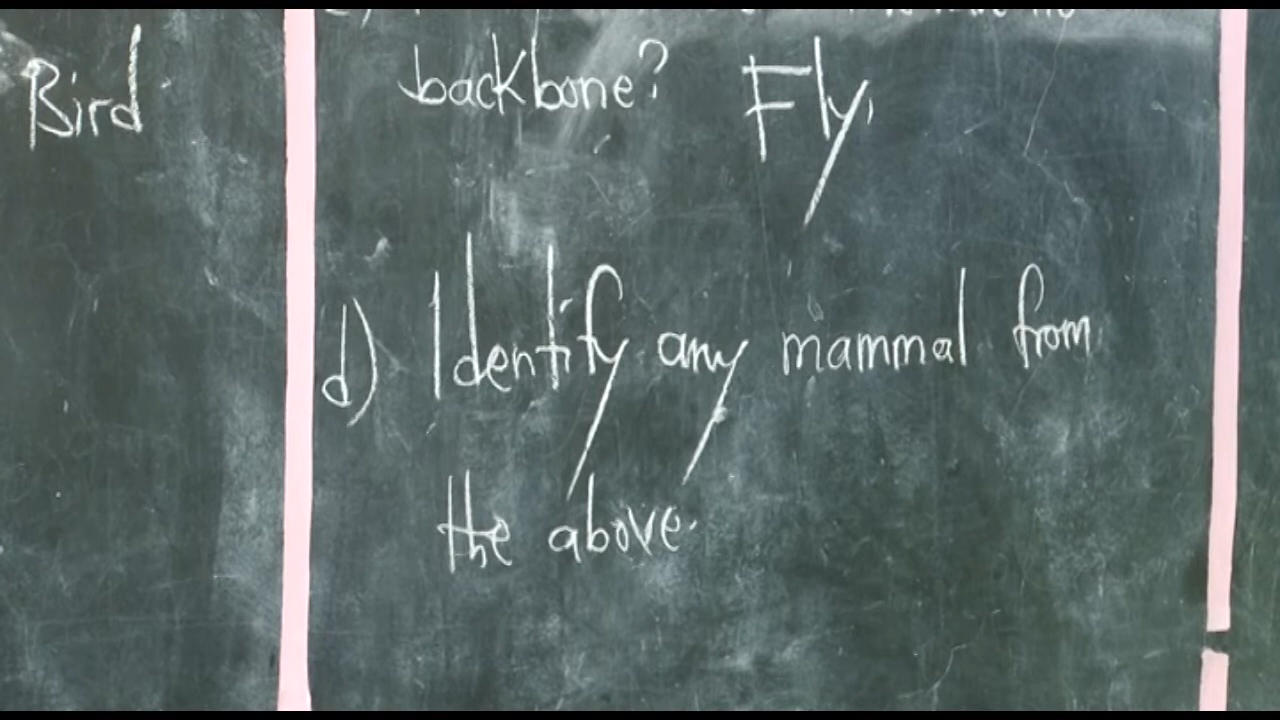 Bird
backbone? Fly,
d) Identify any mammal from
the above.